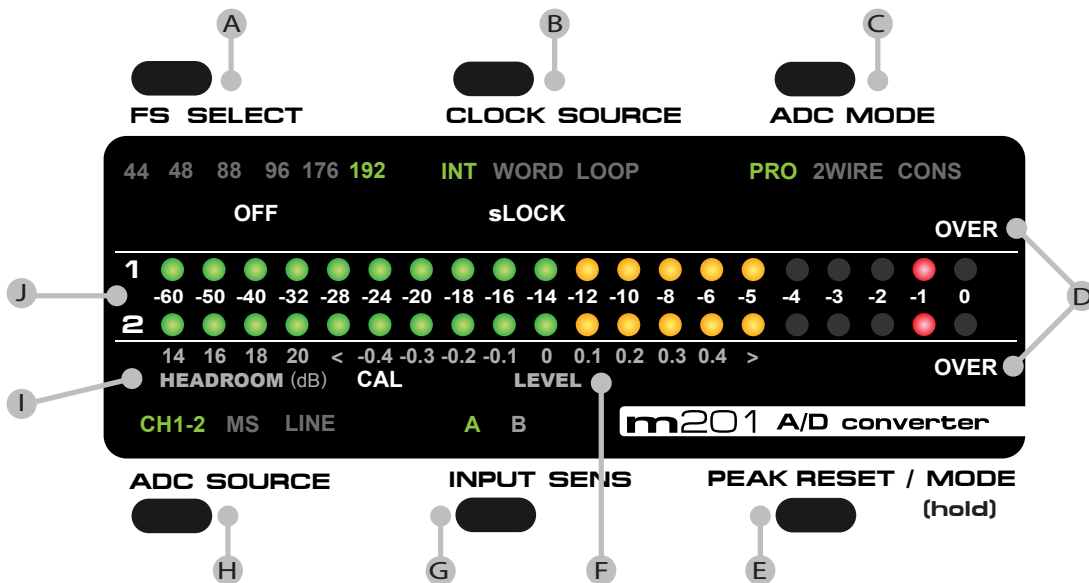 A B C
FS SELECT CLOCK SOURCE ADC MODE
44 48 88 96 176 192 INT WORD LOOP PRO 2WIRE CONS
OFF sLOCK
OVER
1
J -60 -50 -40 -32 -28 -24 -20 -18 -16 -14 -12 -10 -8 -6 -5 -4 -3 -2 -1 0 D
2
14 16 18 20 < -0.4 -0.3 -0.2 -0.1 0 0.1 0.2 0.3 0.4 >
OVER
I HEADROOM (dB) CAL LEVEL
CH1-2 MS LINE A B m201 A/D converter
ADC SOURCE INPUT SENS PEAK RESET / MODE
(hold)
H G F E